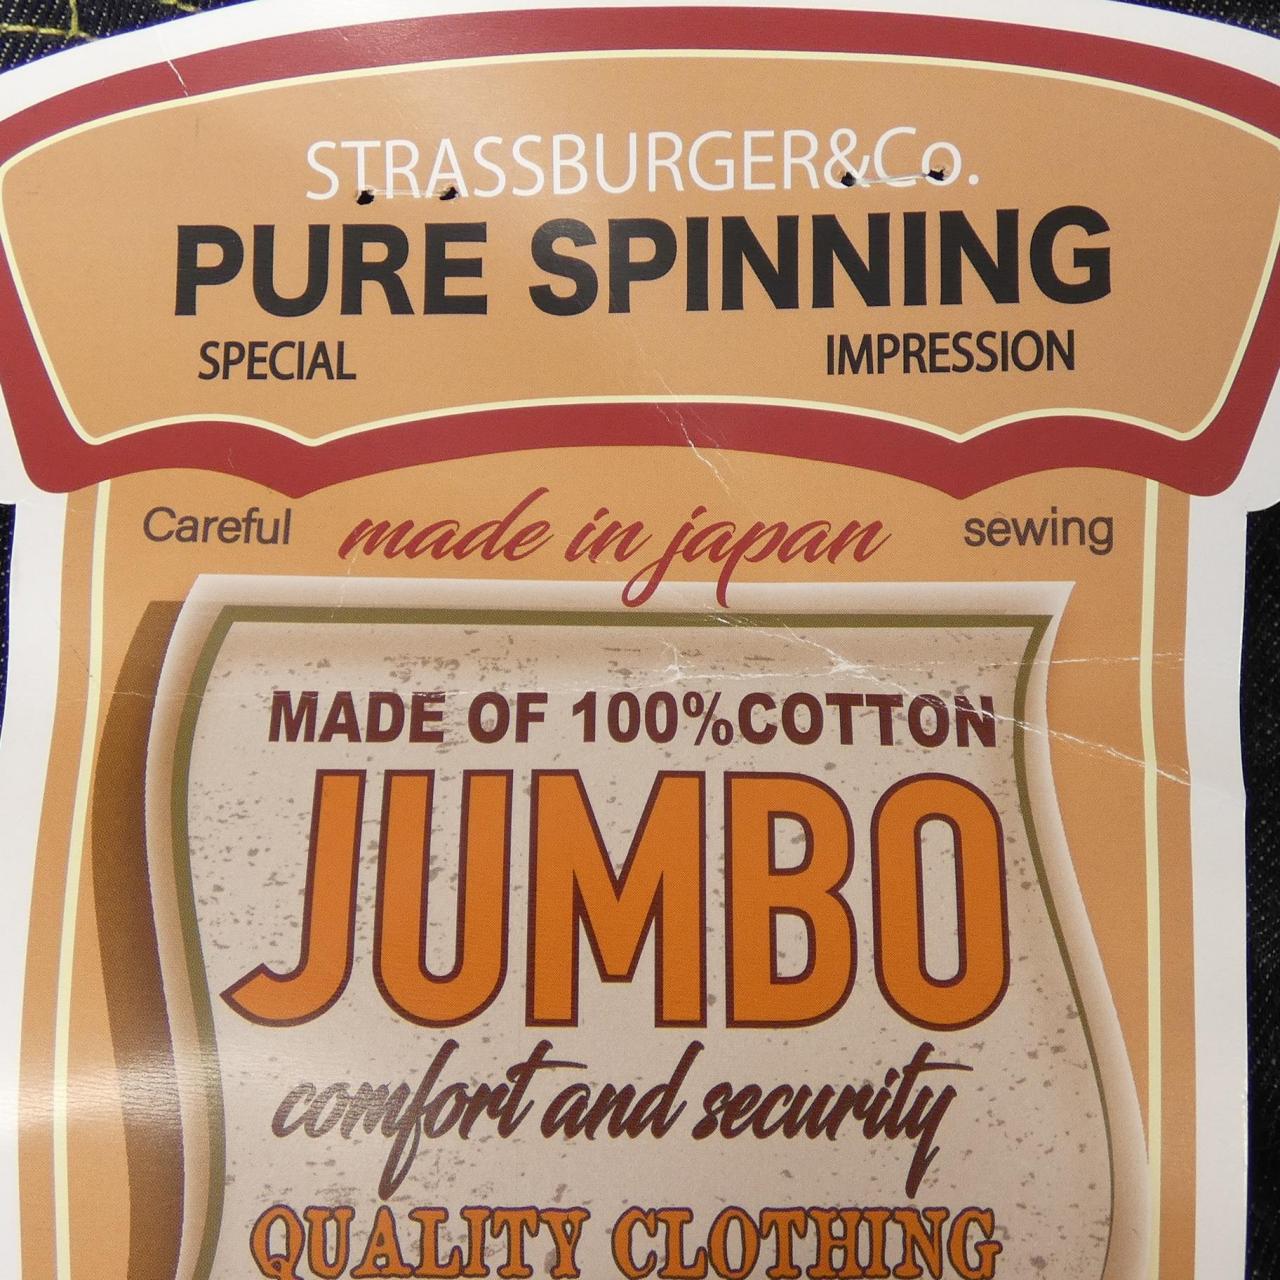 STRASSBURGER&Co.
PURE SPINNING
SPECIAL IMPRESSION
Careful made in japan sewing
MADE OF 100%COTTON
JUMBO
comfort and security
QUALITY CLOTHING